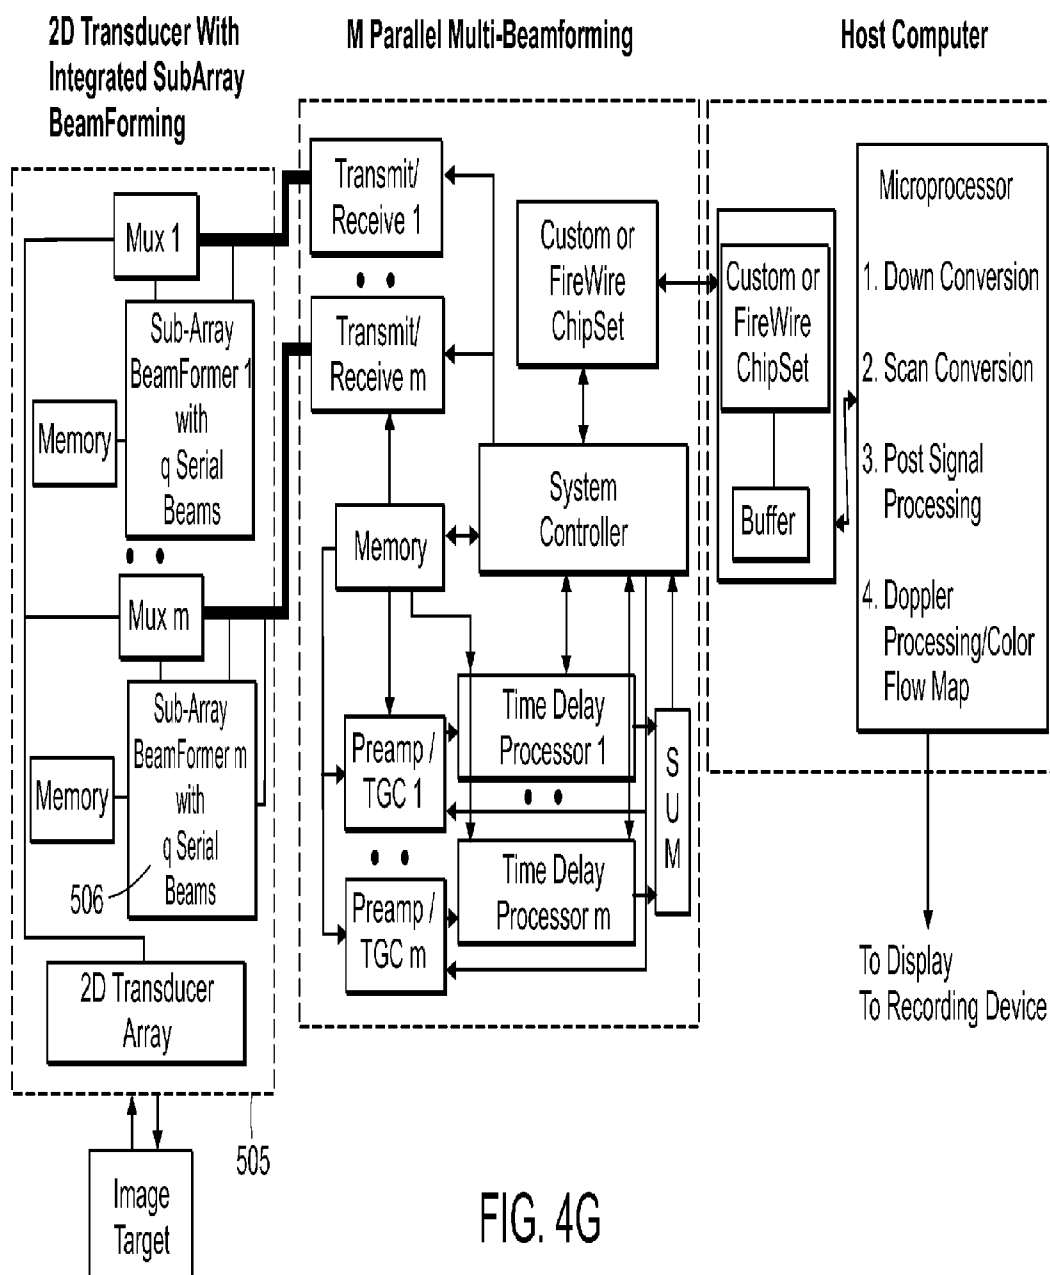 2D Transducer With
Integrated SubArray
BeamForming
M Parallel Multi-Beamforming
Host Computer
Mux 1
Sub-Array
BeamFormer 1
with
q Serial
Beams
Memory
Mux m
Sub-Array
BeamFormer m
with
q Serial
Beams
Memory
506
2D Transducer
Array
505
Image
Target
Transmit/
Receive 1
Transmit/
Receive m
Custom or
FireWire
ChipSet
System
Controller
Memory
Time Delay
Processor 1
Preamp /
TGC 1
Time Delay
Processor m
Preamp /
TGC m
S
U
M
Custom or
FireWire
ChipSet
Buffer
Microprocessor
1. Down Conversion
2. Scan Conversion
3. Post Signal
Processing
4. Doppler
Processing/Color
Flow Map
To Display
To Recording Device
FIG. 4G